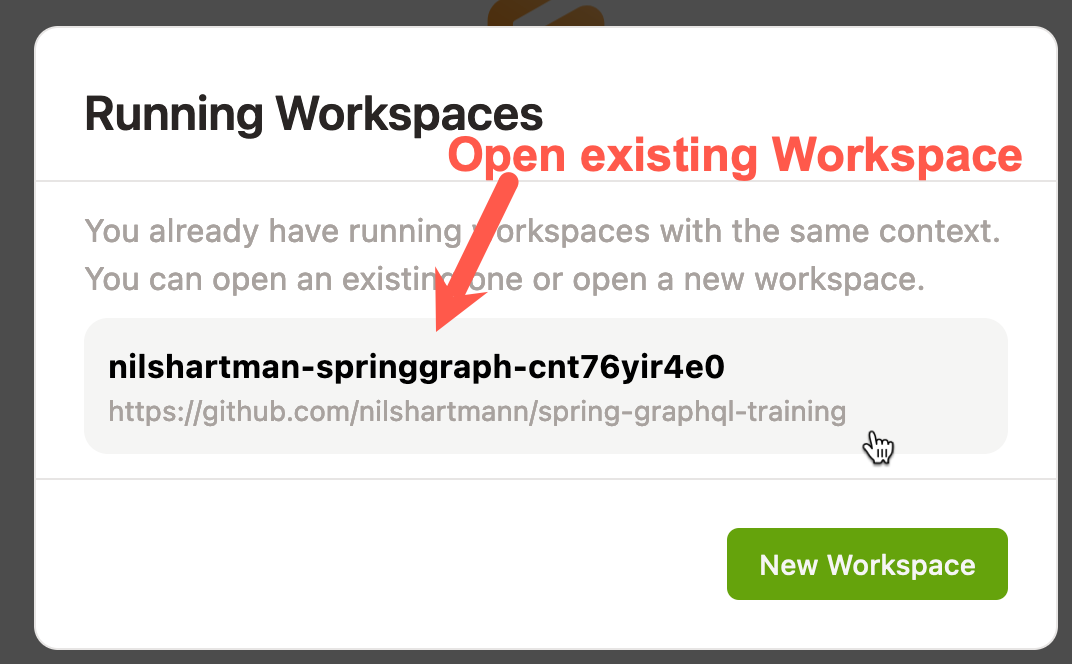 Running Workspaces
Open existing Workspace
You already have running workspaces with the same context.
You can open an existing one or open a new workspace.
nilshartman-springgraph-cnt76yir4e0
https://github.com/nilshartmann/spring-graphql-training
New Workspace